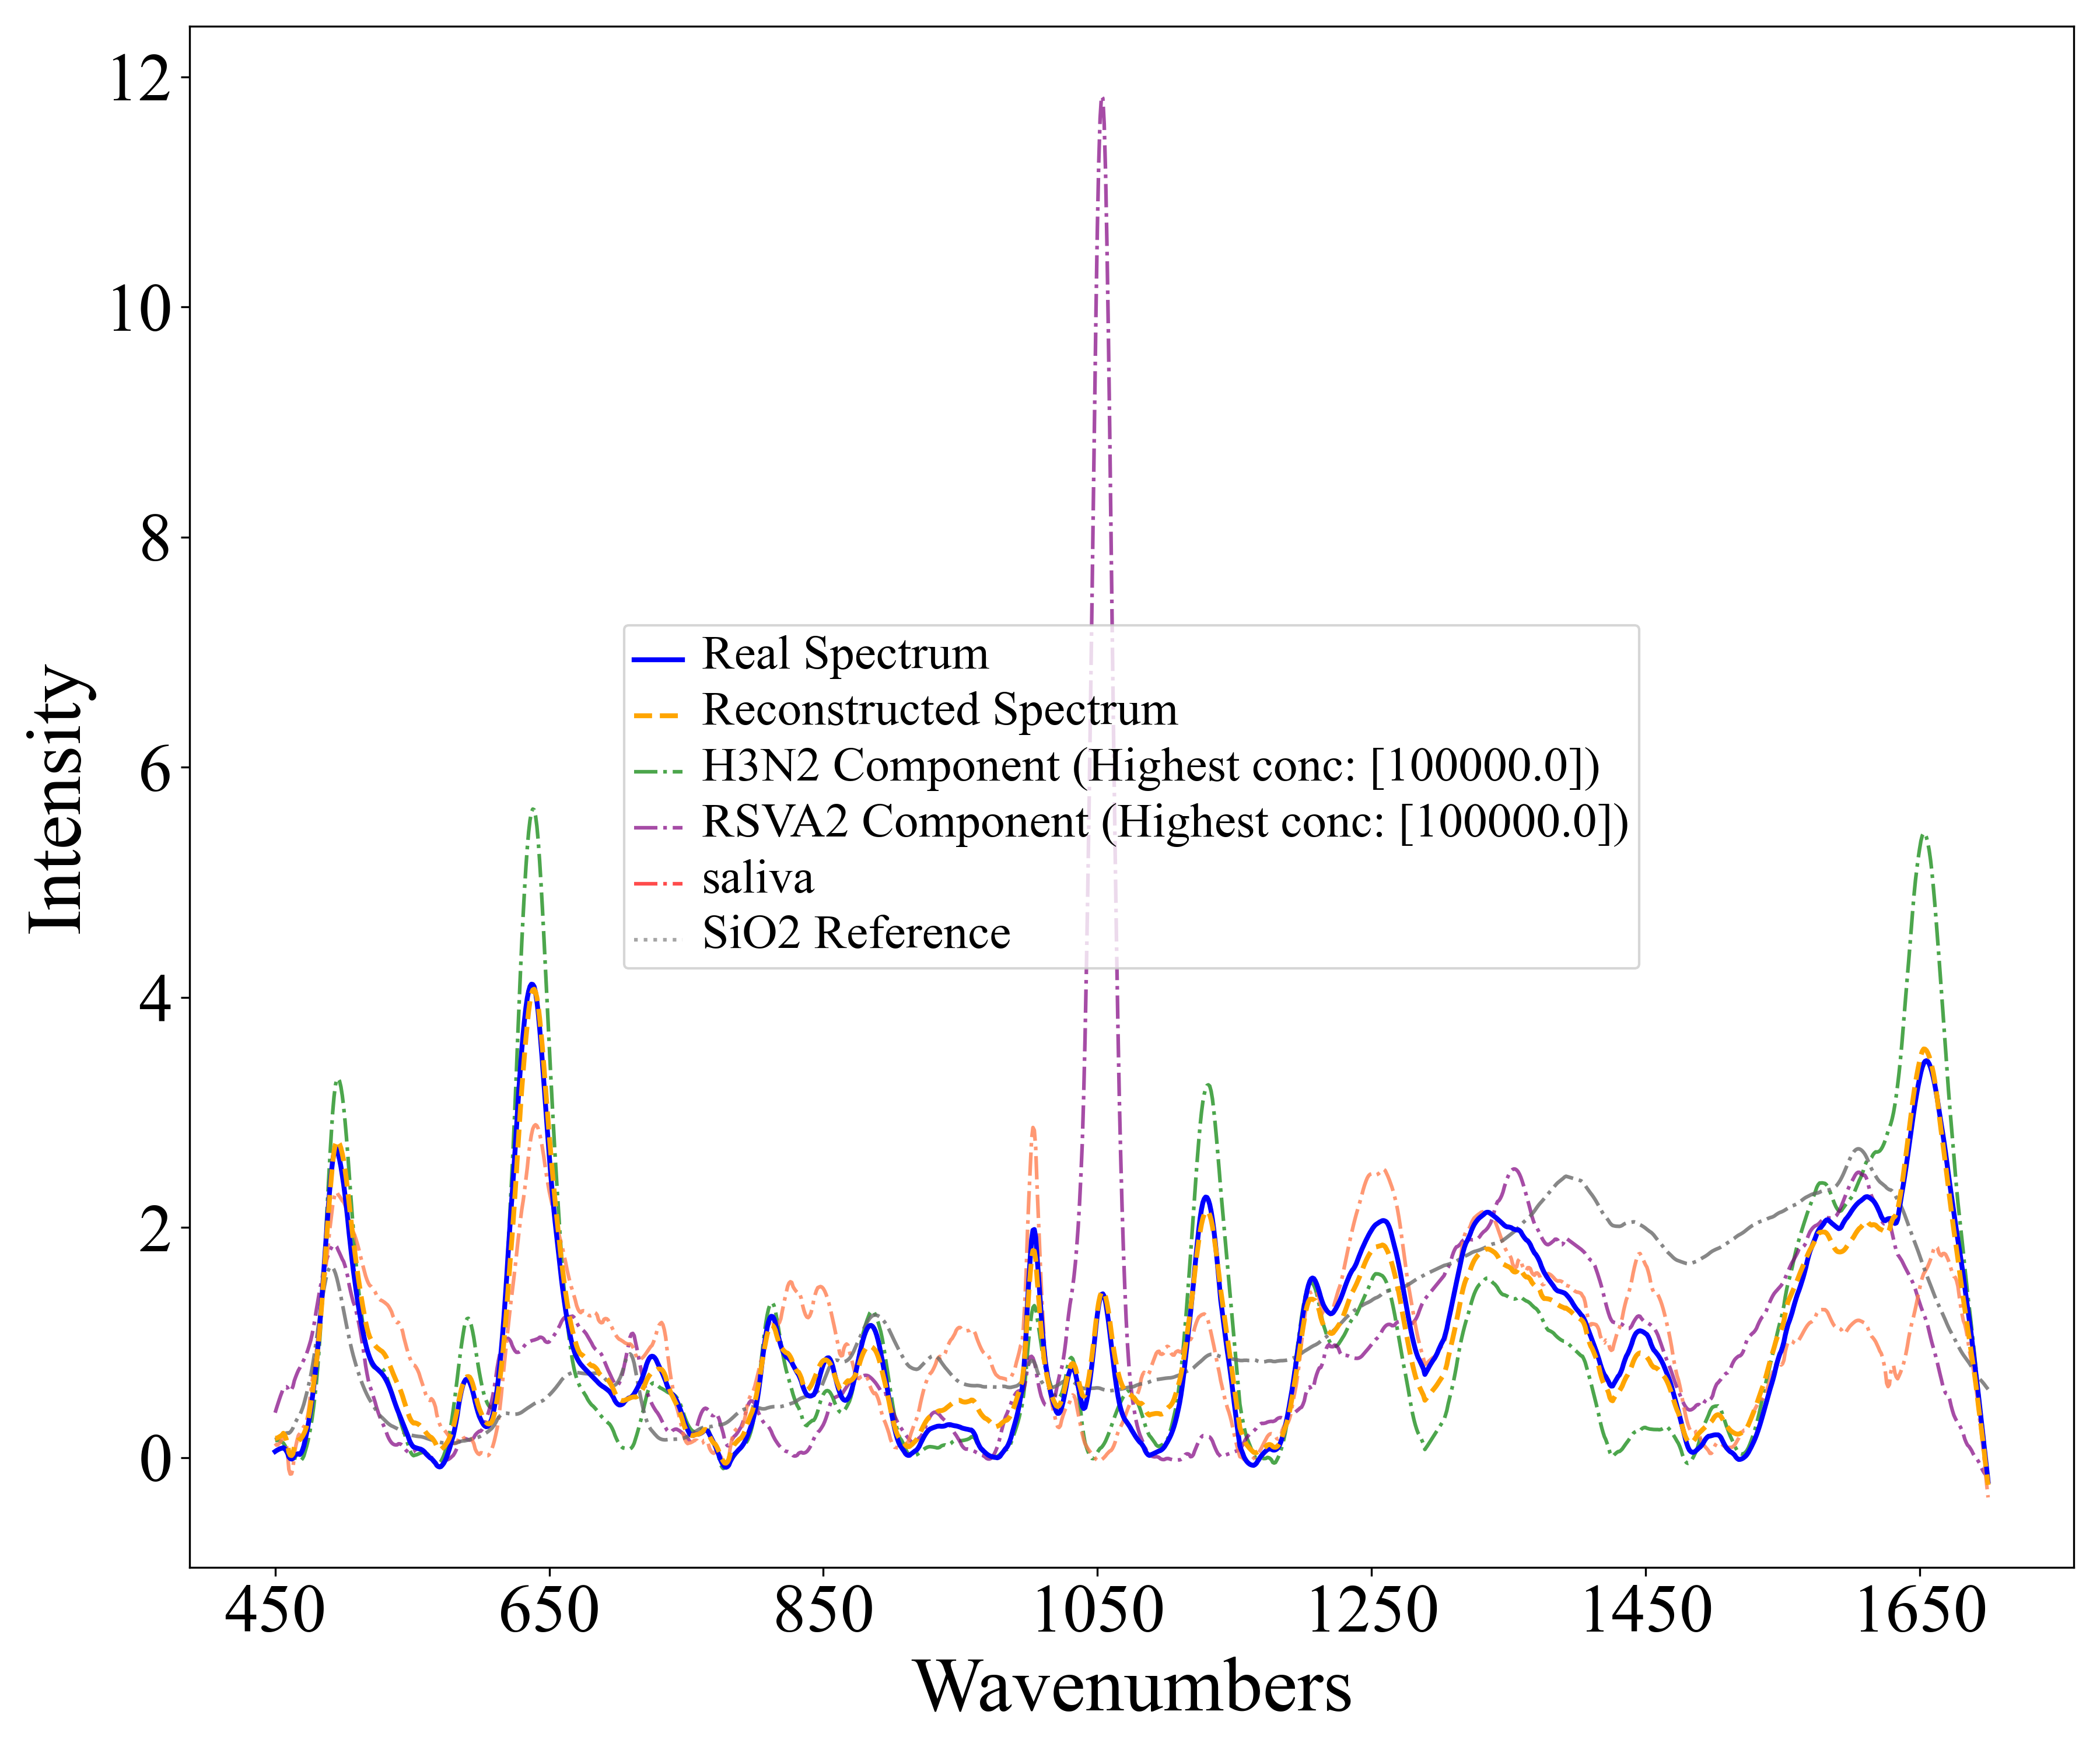 12
10
8
6
4
2
0
Intensity
Real Spectrum
Reconstructed Spectrum
H3N2 Component (Highest conc: [100000.0])
RSVA2 Component (Highest conc: [100000.0])
saliva
SiO2 Reference
450 650 850 1050 1250 1450 1650
Wavenumbers